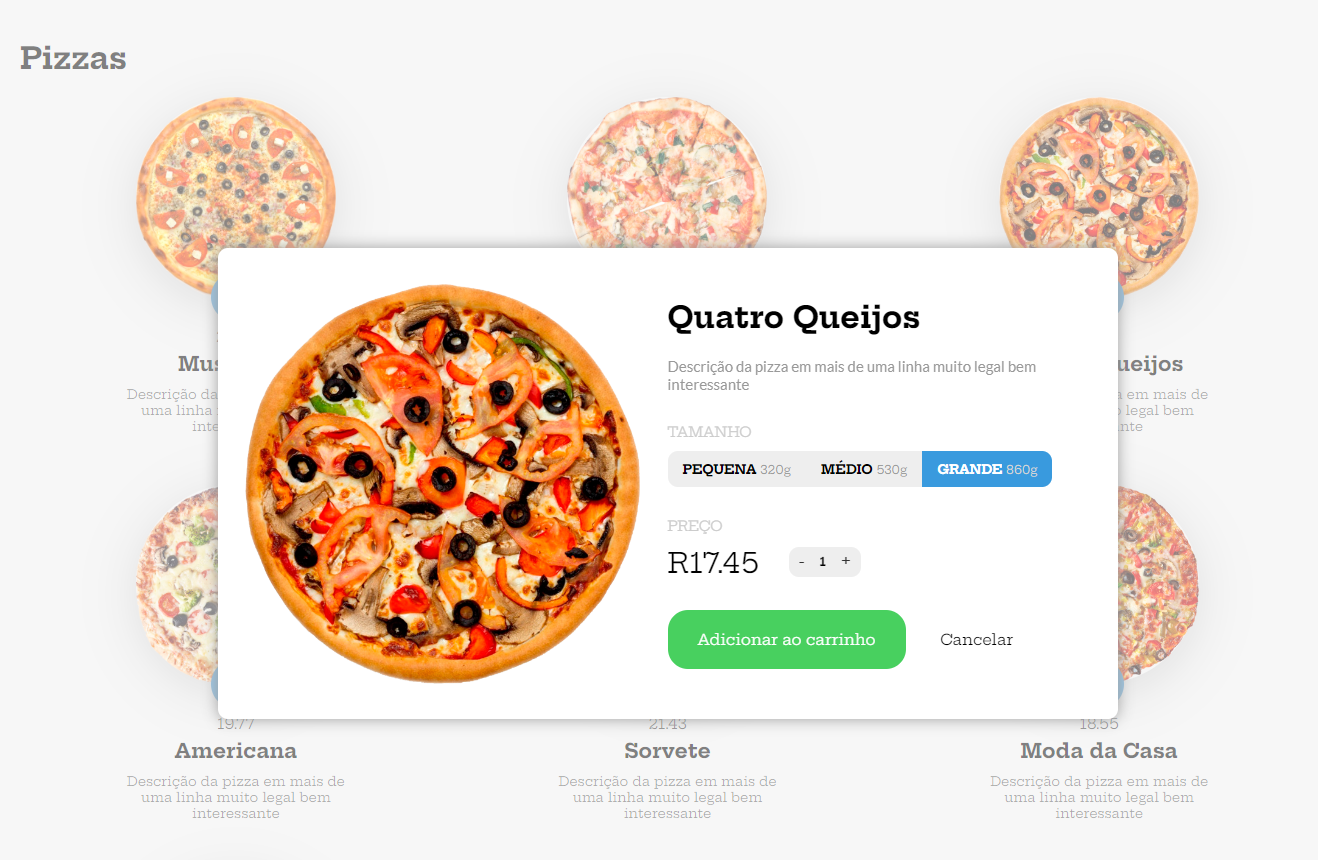 Pizzas
Quatro Queijos
Descrição da pizza em mais de uma linha muito legal bem
interessante
TAMANHO
PEQUENA 320g MÉDIO 530g GRANDE 860g
PREÇO
R17.45
- 1 +
Adicionar ao carrinho Cancelar
Descrição da
uma linha
em mais de
legal bem
19.77
Americana
Descrição da pizza em mais de
uma linha muito legal bem
interessante
21.43
Sorvete
Descrição da pizza em mais de
uma linha muito legal bem
interessante
18.55
Moda da Casa
Descrição da pizza em mais de
uma linha muito legal bem
interessante